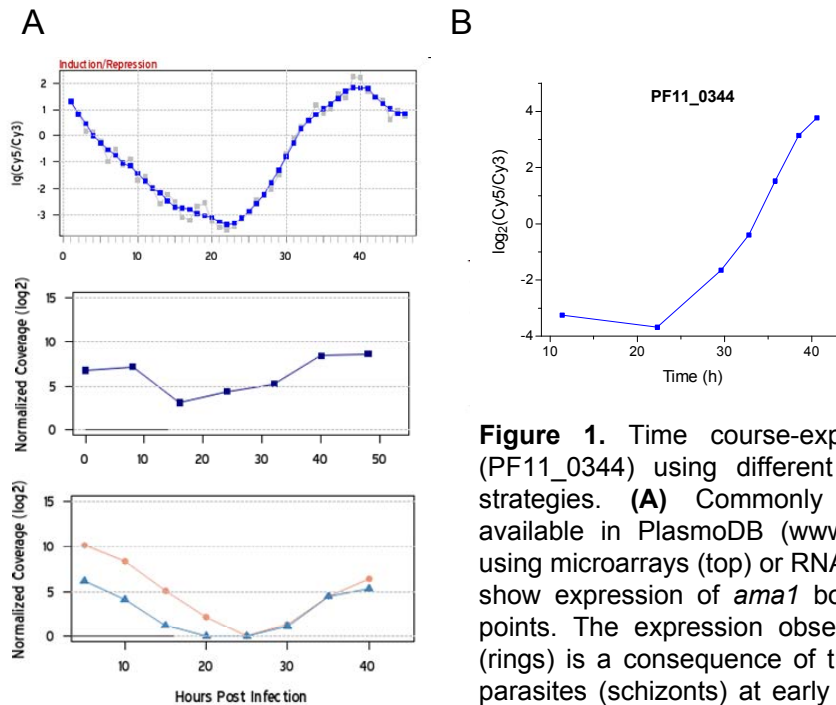 A
B
Induction/Repression
lg(Cy5/Cy3)
2
1
0
-1
-2
-3
0
10
20
30
40
Normalized Coverage (log2)
15
10
5
0
0
10
20
30
40
50
Normalized Coverage (log2)
15
10
5
0
10
20
30
40
Hours Post Infection
PF11_0344
log2(Cy5/Cy3)
4
2
0
-2
-4
10
20
30
40
Time (h)
Figure 1. Time course-exp
(PF11_0344) using different
strategies. (A) Commonly
available in PlasmoDB (www
using microarrays (top) or RNA
show expression of ama1 bo
points. The expression obse
(rings) is a consequence of t
parasites (schizonts) at early